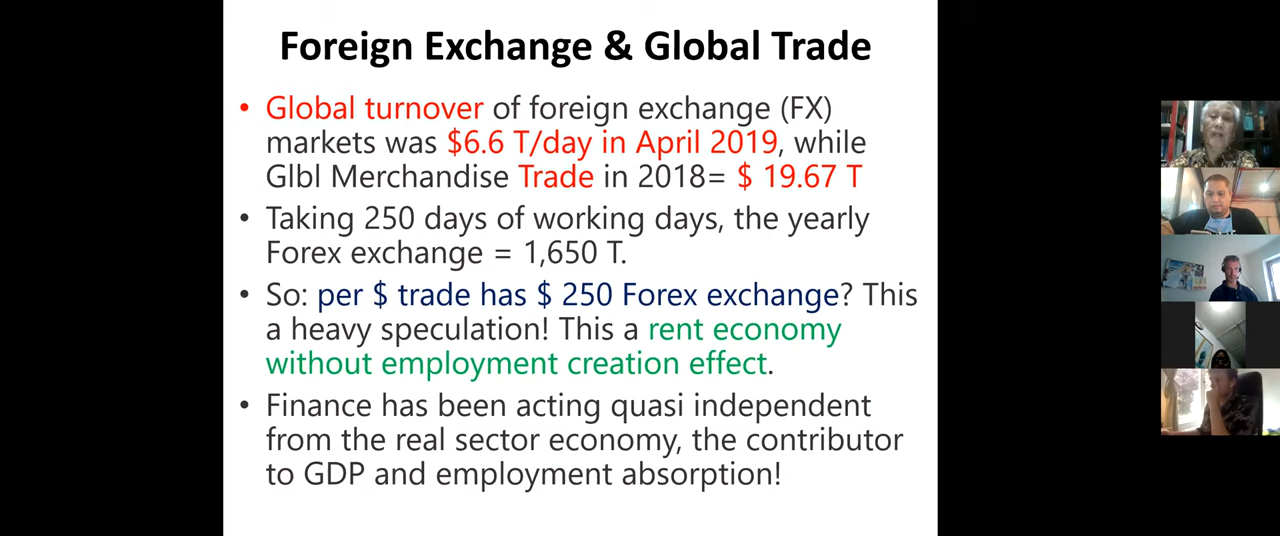 Foreign Exchange & Global Trade
• Global turnover of foreign exchange (FX)
markets was $6.6 T/day in April 2019, while
Glbl Merchandise Trade in 2018= $ 19.67 T
• Taking 250 days of working days, the yearly
Forex exchange = 1,650 T.
• So: per $ trade has $ 250 Forex exchange? This
a heavy speculation! This a rent economy
without employment creation effect.
• Finance has been acting quasi independent
from the real sector economy, the contributor
to GDP and employment absorption!